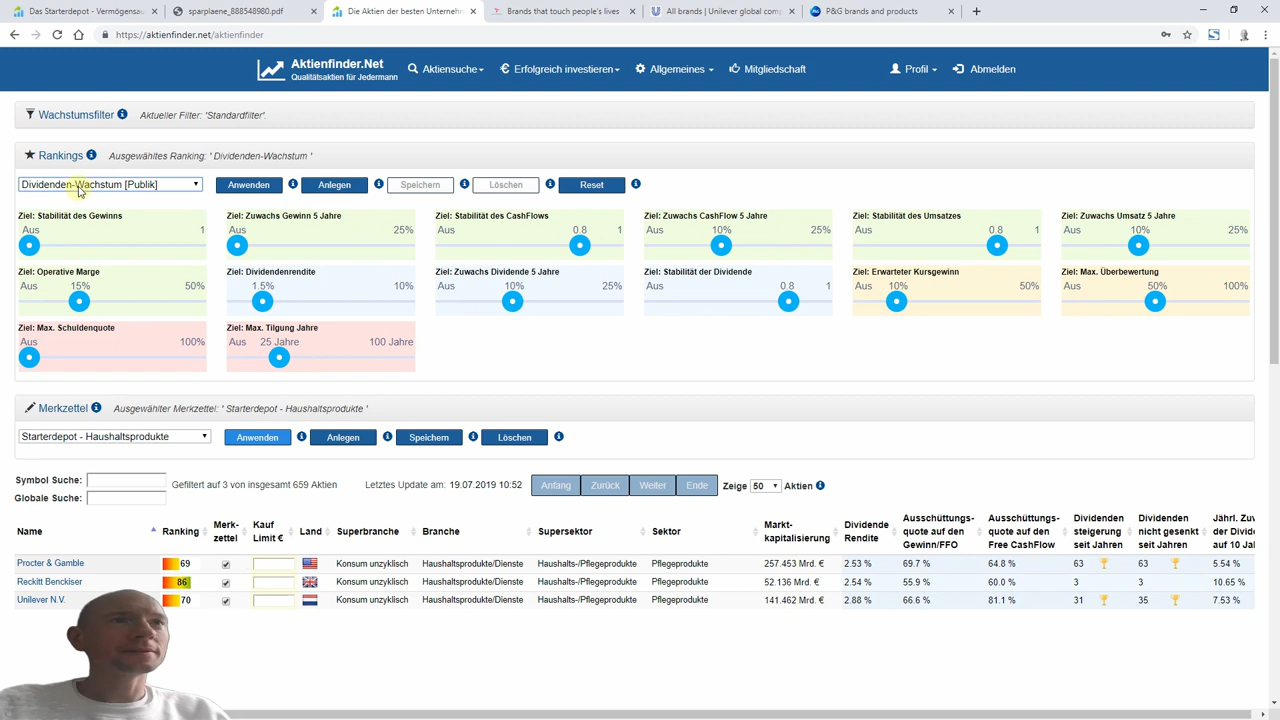 Das Starterdepot - Vermögensau
sparplaene_888548980.pdf
Die Aktien der besten Unternehm
Brands that touch people's lives
All brands | Unilever global comp
P&G brands and products
https://aktienfinder.net/aktienfinder
Aktienfinder.Net
Qualitätsaktien für Jedermann
Aktiensuche
Erfolgreich investieren
Allgemeines
Mitgliedschaft
Profil
Abmelden
Wachstumsfilter Aktueller Filter: 'Standardfilter'.
Rankings Ausgewähltes Ranking: ' Dividenden-Wachstum '
Dividenden-Wachstum [Publik] Anwenden Anlegen Speichern Löschen Reset
Ziel: Stabilität des Gewinns Ziel: Zuwachs Gewinn 5 Jahre Ziel: Stabilität des CashFlows Ziel: Zuwachs CashFlow 5 Jahre Ziel: Stabilität des Umsatzes Ziel: Zuwachs Umsatz 5 Jahre
Aus 1 Aus 25% Aus 0.8 1 Aus 10% 25% Aus 0.8 1 Aus 10% 25%
Ziel: Operative Marge Ziel: Dividendenrendite Ziel: Zuwachs Dividende 5 Jahre Ziel: Stabilität der Dividende Ziel: Erwarteter Kursgewinn Ziel: Max. Überbewertung
Aus 15% 50% Aus 1.5% 10% Aus 10% 25% Aus 0.8 1 Aus 10% 50% Aus 50% 100%
Ziel: Max. Schuldenquote Ziel: Max. Tilgung Jahre
Aus 100% Aus 25 Jahre 100 Jahre
Merkzettel Ausgewählter Merkzettel: ' Starterdepot - Haushaltsprodukte '
Starterdepot - Haushaltsprodukte Anwenden Anlegen Speichern Löschen
Symbol Suche:
Globale Suche:
Gefiltert auf 3 von insgesamt 659 Aktien Letztes Update am: 19.07.2019 10:52 Anfang Zurück Weiter Ende Zeige 50 Aktien
Name Ranking Merk-zettel Kauf Limit € Land Superbranche Branche Supersektor Sektor Markt-kapitalisierung Dividende Rendite Ausschüttungs-quote auf den Gewinn/FFO Ausschüttungs-quote auf den Free CashFlow Dividenden steigerung seit Jahren Dividenden nicht gesenkt seit Jahren Jährl. Zuw der Dividen auf 10 Jah
Procter & Gamble 69 Konsum unzyklisch Haushaltsprodukte/Dienste Haushalts-/Pflegeprodukte Pflegeprodukte 257.453 Mrd. € 2.53 % 69.7 % 64.8 % 63 63 5.54 %
Reckitt Benckiser 86 Konsum unzyklisch Haushaltsprodukte/Dienste Haushalts-/Pflegeprodukte Pflegeprodukte 52.136 Mrd. € 2.54 % 55.9 % 60.0 % 3 3 10.65 %
Unilever N.V. 70 Konsum unzyklisch Haushaltsprodukte/Dienste Haushalts-/Pflegeprodukte Pflegeprodukte 141.462 Mrd. € 2.88 % 66.6 % 81.1 % 31 35 7.53 %